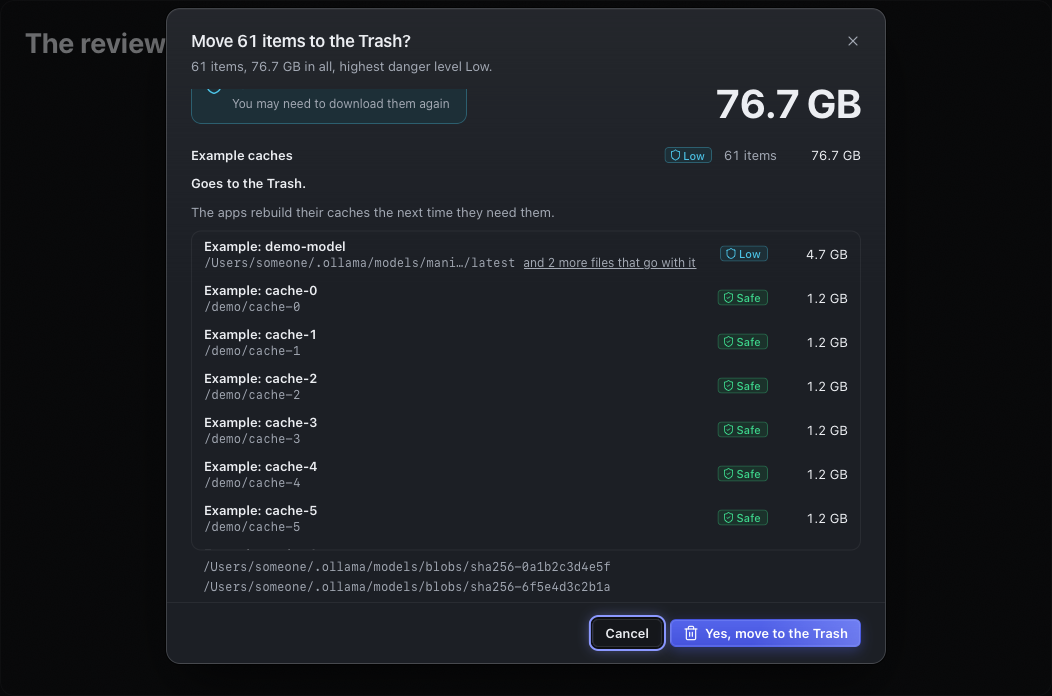 The review
Move 61 items to the Trash?
61 items, 76.7 GB in all, highest danger level Low.
You may need to download them again
76.7 GB
Example caches
Low
61 items
76.7 GB
Goes to the Trash.
The apps rebuild their caches the next time they need them.
Example: demo-model
/Users/someone/.ollama/models/mani…/latest and 2 more files that go with it
Low
4.7 GB
Example: cache-0
/demo/cache-0
Safe
1.2 GB
Example: cache-1
/demo/cache-1
Safe
1.2 GB
Example: cache-2
/demo/cache-2
Safe
1.2 GB
Example: cache-3
/demo/cache-3
Safe
1.2 GB
Example: cache-4
/demo/cache-4
Safe
1.2 GB
Example: cache-5
/demo/cache-5
Safe
1.2 GB
/Users/someone/.ollama/models/blobs/sha256-0a1b2c3d4e5f
/Users/someone/.ollama/models/blobs/sha256-6f5e4d3c2b1a
Cancel
Yes, move to the Trash